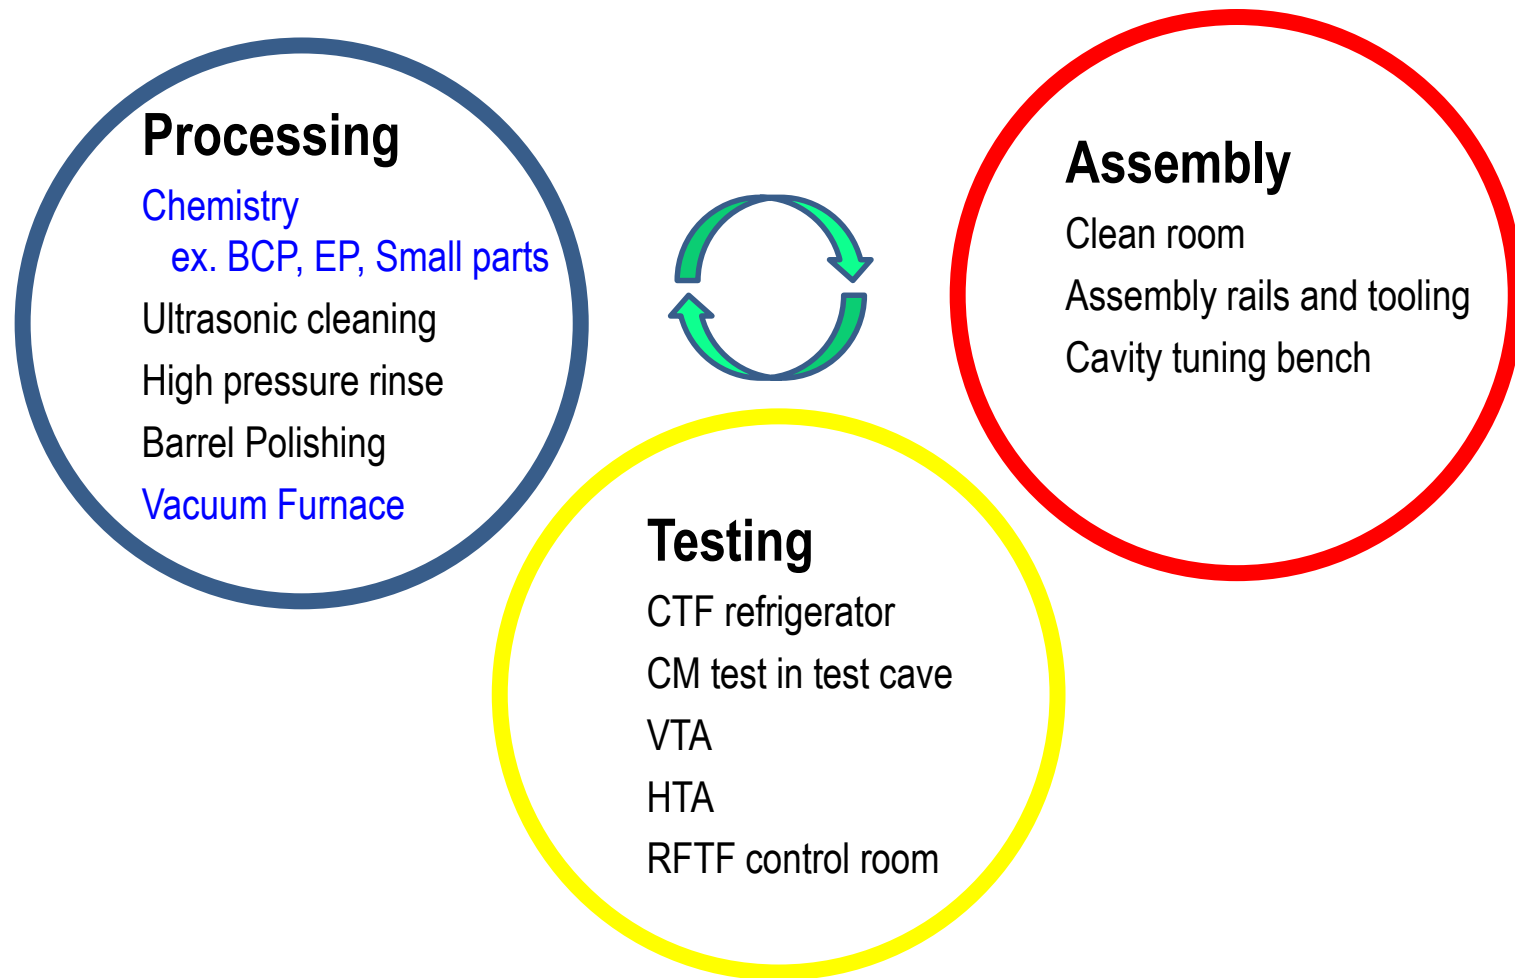 Processing
Chemistry
ex. BCP, EP, Small parts
Ultrasonic cleaning
High pressure rinse
Barrel Polishing
Vacuum Furnace
Assembly
Clean room
Assembly rails and tooling
Cavity tuning bench
Testing
CTF refrigerator
CM test in test cave
VTA
HTA
RFTF control room